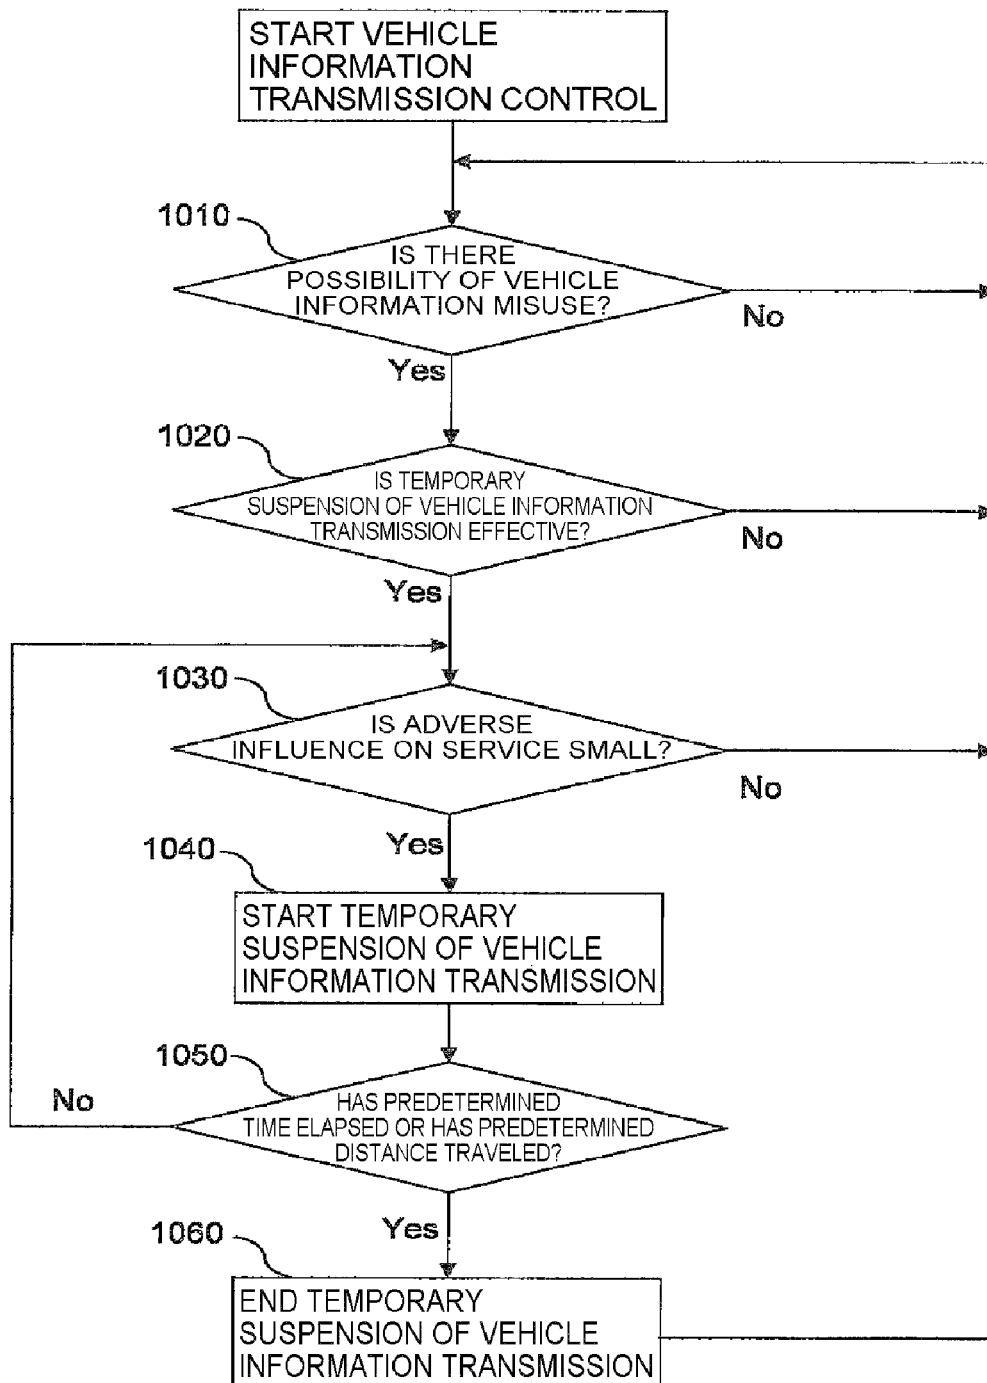 START VEHICLE
INFORMATION
TRANSMISSION CONTROL
1010
IS THERE
POSSIBILITY OF VEHICLE
INFORMATION MISUSE?
No
Yes
1020
IS TEMPORARY
SUSPENSION OF VEHICLE INFORMATION
TRANSMISSION EFFECTIVE?
No
Yes
1030
IS ADVERSE
INFLUENCE ON SERVICE SMALL?
No
Yes
1040
START TEMPORARY
SUSPENSION OF VEHICLE
INFORMATION TRANSMISSION
1050
No
HAS PREDETERMINED
TIME ELAPSED OR HAS PREDETERMINED
DISTANCE TRAVELED?
Yes
1060
END TEMPORARY
SUSPENSION OF VEHICLE
INFORMATION TRANSMISSION